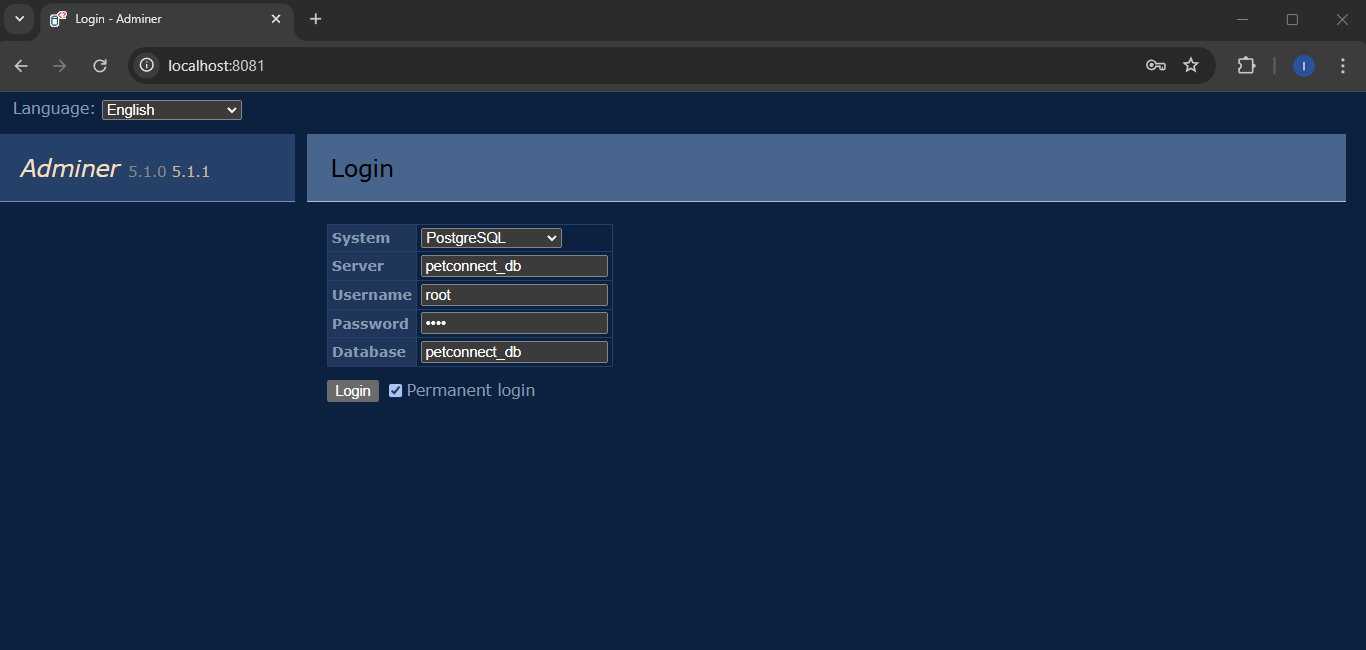 Login - Adminer
localhost:8081
I
Language: English
Adminer 5.1.0 5.1.1
Login
System PostgreSQL
Server petconnect_db
Username root
Password ••••
Database petconnect_db
Login Permanent login